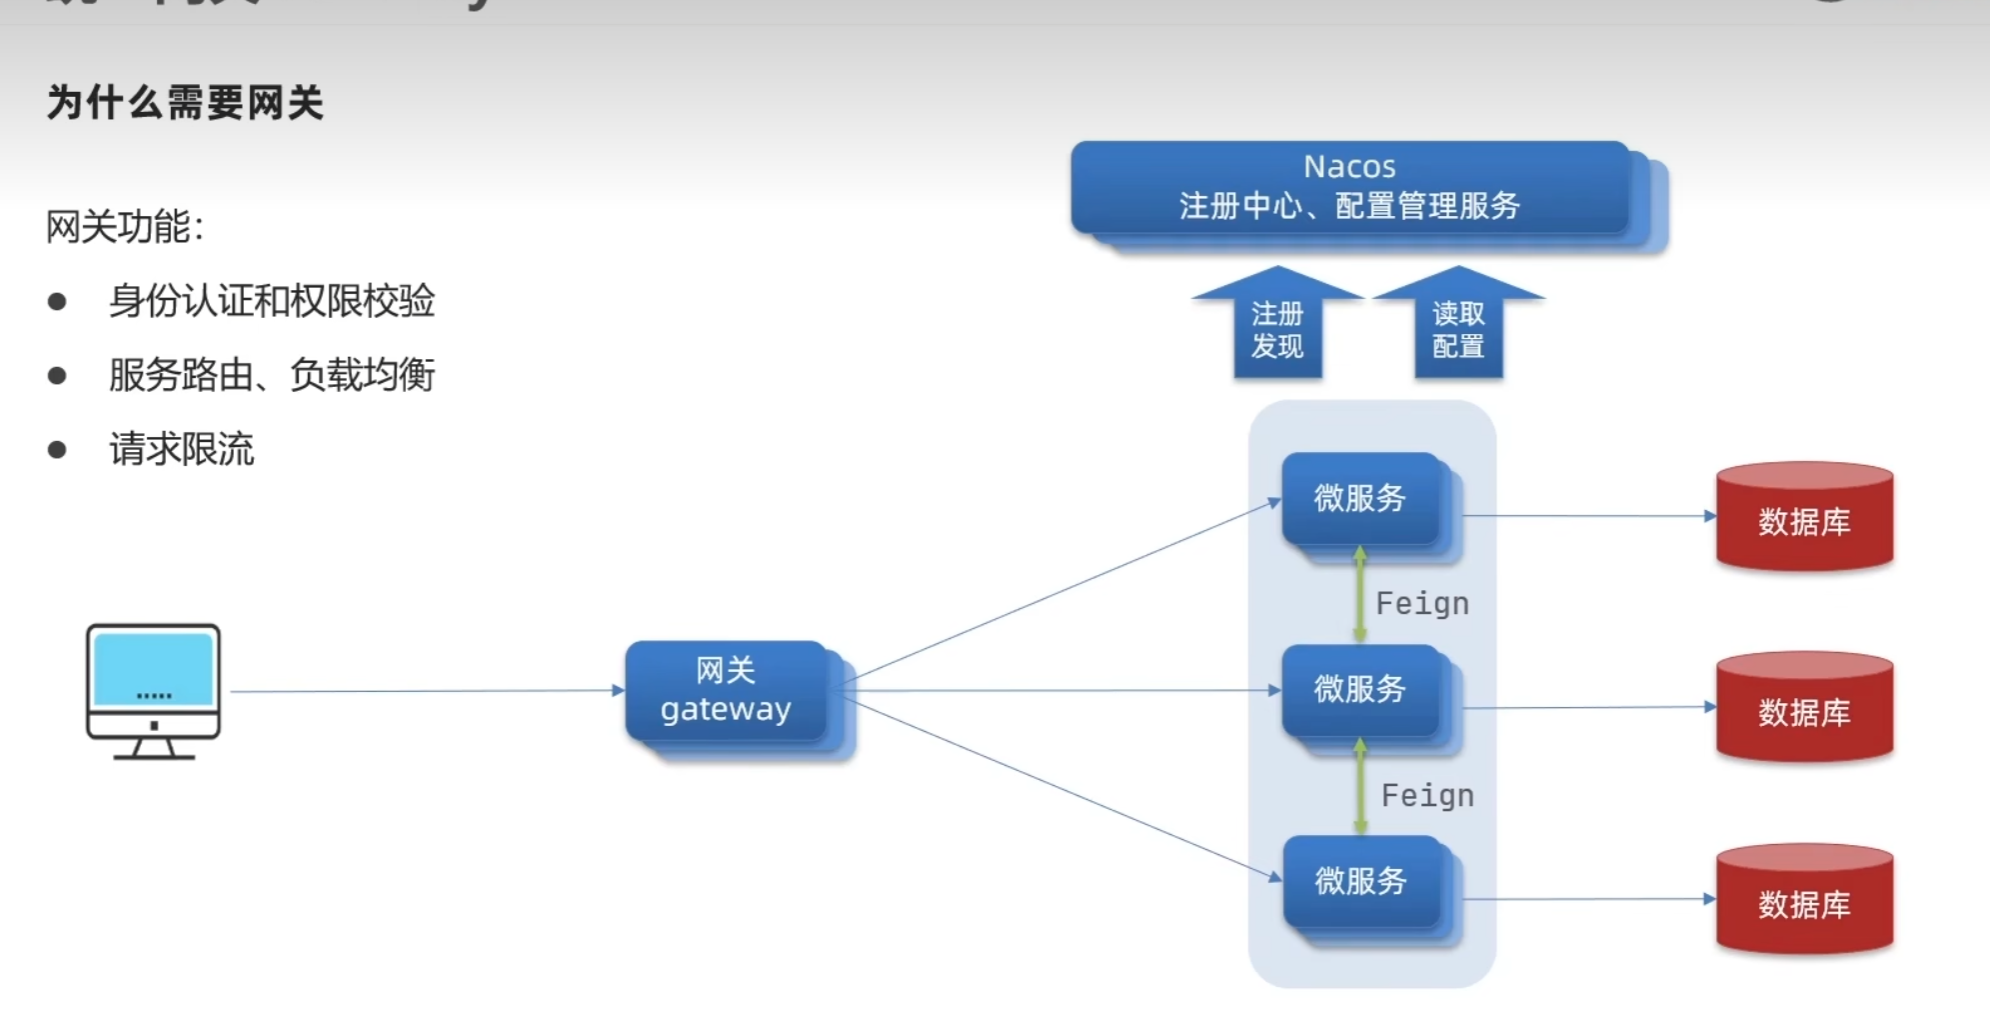 为什么需要网关
网关功能：
身份认证和权限校验
服务路由、负载均衡
请求限流
Nacos
注册中心、配置管理服务
注册
发现
读取
配置
微服务
数据库
Feign
网关
gateway
微服务
数据库
Feign
微服务
数据库